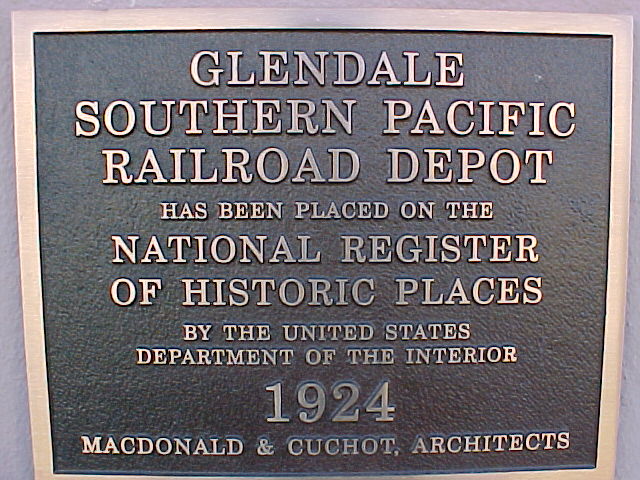 GLENDALE
SOUTHERN PACIFIC
RAILROAD DEPOT
HAS BEEN PLACED ON THE
NATIONAL REGISTER
OF HISTORIC PLACES
BY THE UNITED STATES
DEPARTMENT OF THE INTERIOR
1924
MACDONALD & CUCHOT, ARCHITECTS